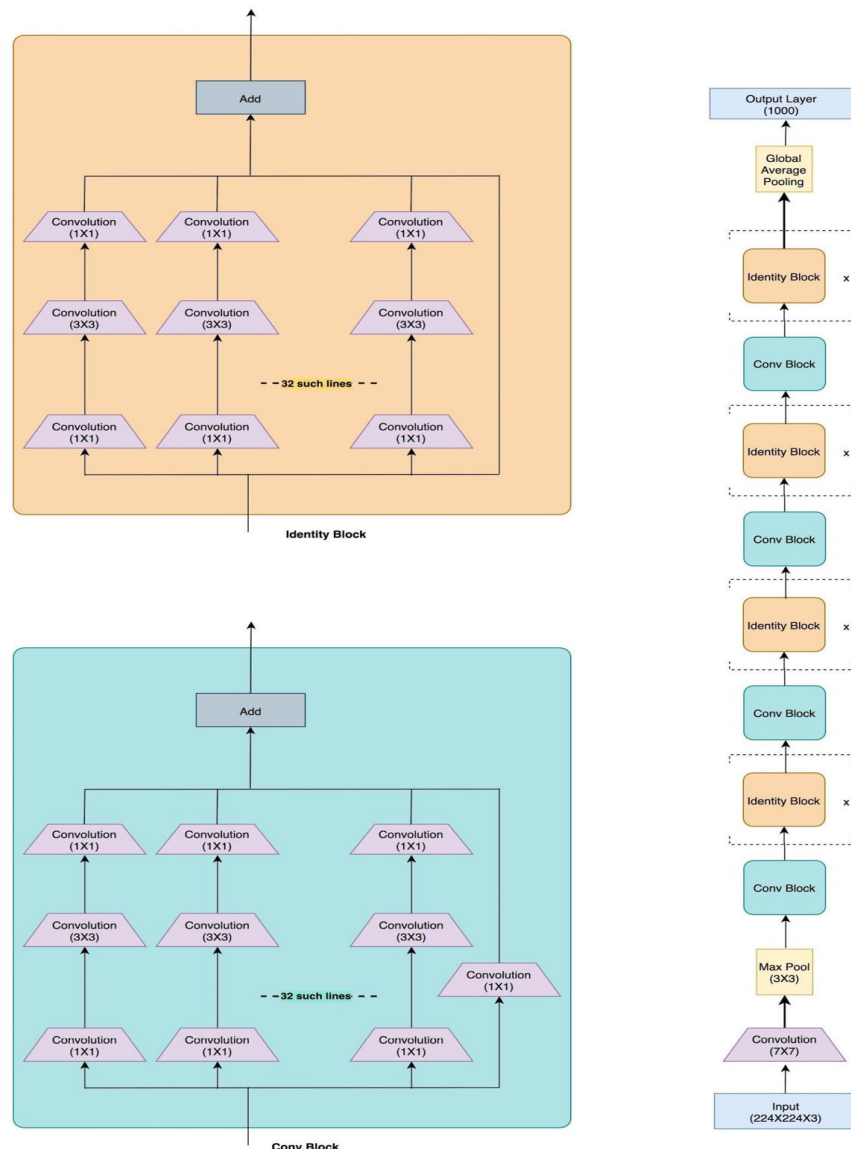 Add
Convolution
(1X1)
Convolution
(1X1)
Convolution
(1X1)
Convolution
(3X3)
Convolution
(3X3)
Convolution
(3X3)
32 such lines
Convolution
(1X1)
Convolution
(1X1)
Convolution
(1X1)
Identity Block
Add
Convolution
(1X1)
Convolution
(1X1)
Convolution
(1X1)
Convolution
(3X3)
Convolution
(3X3)
Convolution
(3X3)
Convolution
(1X1)
32 such lines
Convolution
(1X1)
Convolution
(1X1)
Convolution
(1X1)
Conv Block
Output Layer
(1000)
Global
Average
Pooling
Identity Block x
Conv Block
Identity Block x
Conv Block
Identity Block x
Conv Block
Identity Block x
Conv Block
Max Pool
(3X3)
Convolution
(7X7)
Input
(224X224X3)